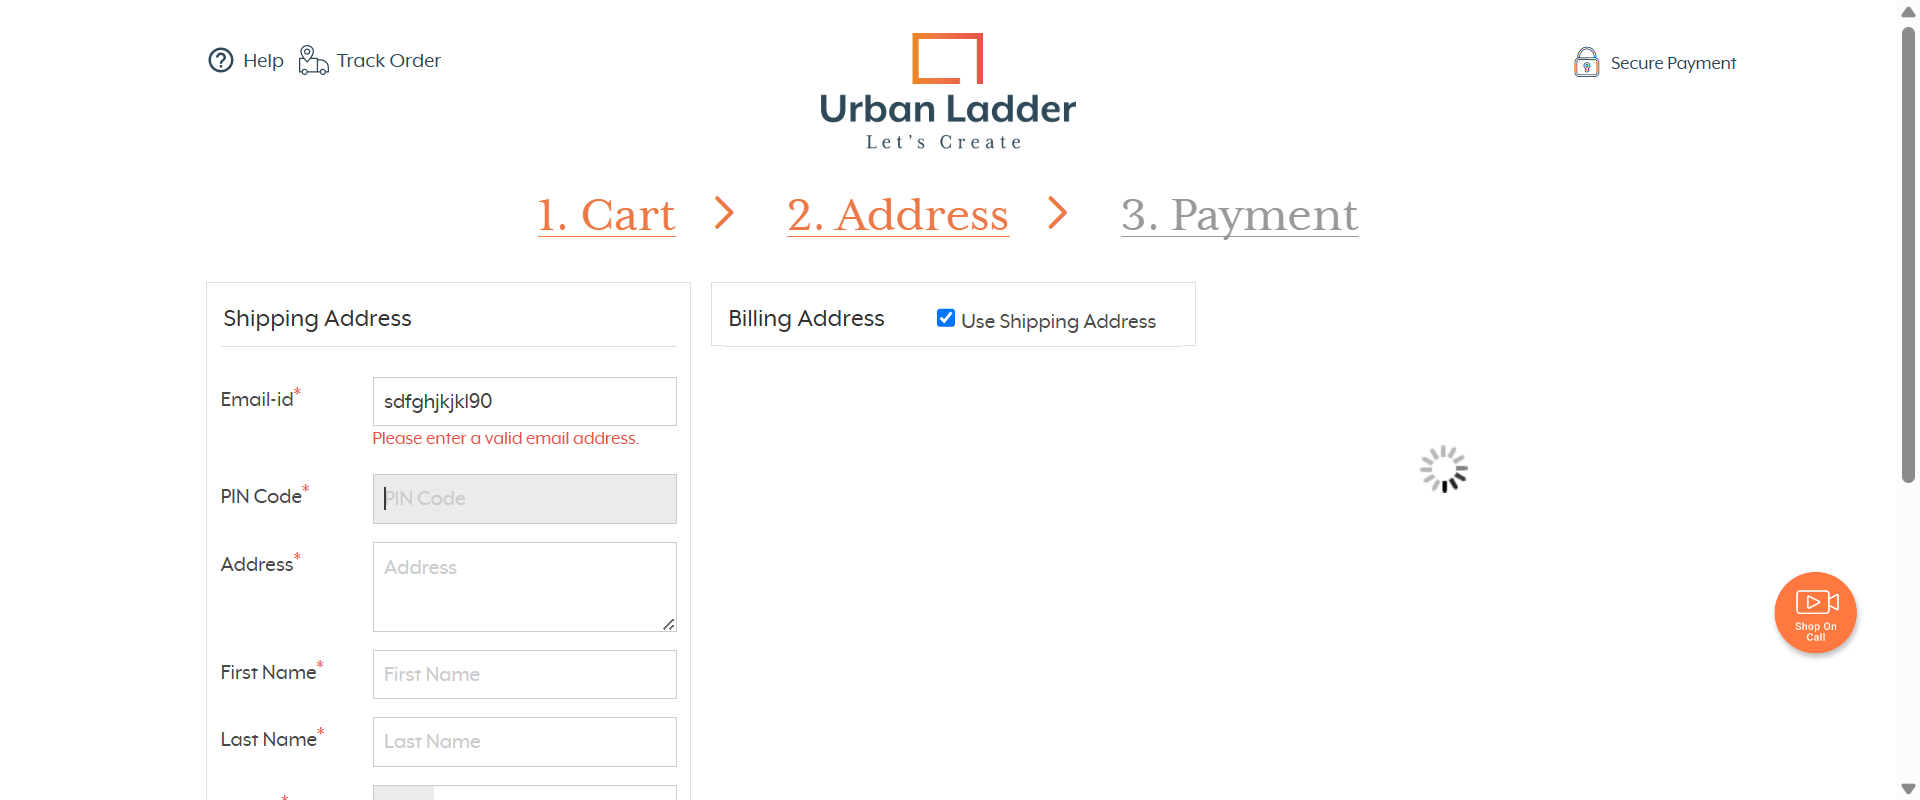 Help
Track Order
Urban Ladder
Let's Create
Secure Payment
1. Cart
2. Address
3. Payment
Shipping Address
Email-id*
sdfghjkjkl90
Please enter a valid email address.
PIN Code*
PIN Code
Address*
Address
First Name*
First Name
Last Name*
Last Name
*
Billing Address
Use Shipping Address
Shop On
Call